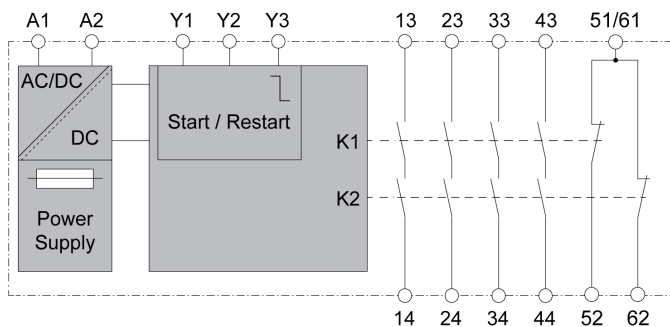 A1 A2 Y1 Y2 Y3 13 23 33 43 51/61
AC/DC
DC
Start / Restart
K1
K2
Power
Supply
14 24 34 44 52 62